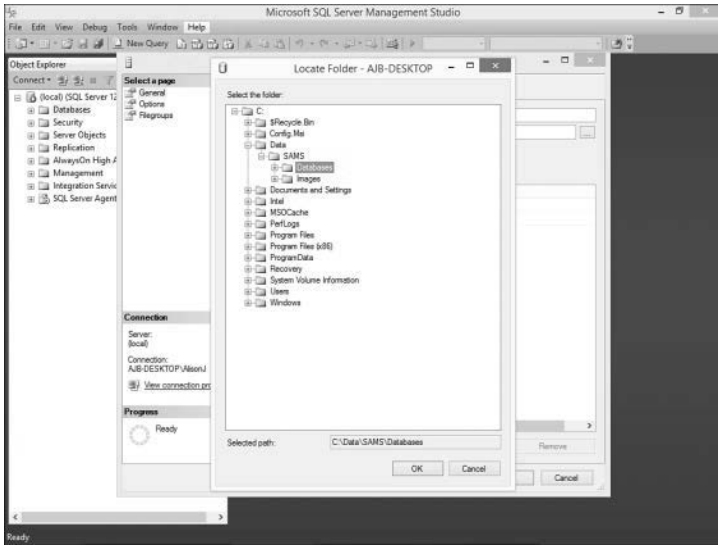 Microsoft SQL Server Management Studio
File Edit View Debug Tools Window Help
New Query
Object Explorer
Connect
(local) (SQL Server 12
Databases
Security
Server Objects
Replication
AlwaysOn High A
Management
Integration Servic
SQL Server Agent
Select a page
General
Options
Filegroups
Connection
Server:
(local)
Connection:
AJB-DESKTOP\AlisonJ
View connection pro
Progress
Ready
Locate Folder - AJB-DESKTOP
Select the folder:
C:
$Recycle.Bin
Config.Msi
Data
SAMS
Databases
Images
Documents and Settings
Intel
MSOCache
PerfLogs
Program Files
Program Files (x86)
ProgramData
Recovery
System Volume Information
Users
Windows
Selected path: C:\Data\SAMS\Databases
OK Cancel
...
Remove
Cancel
Ready